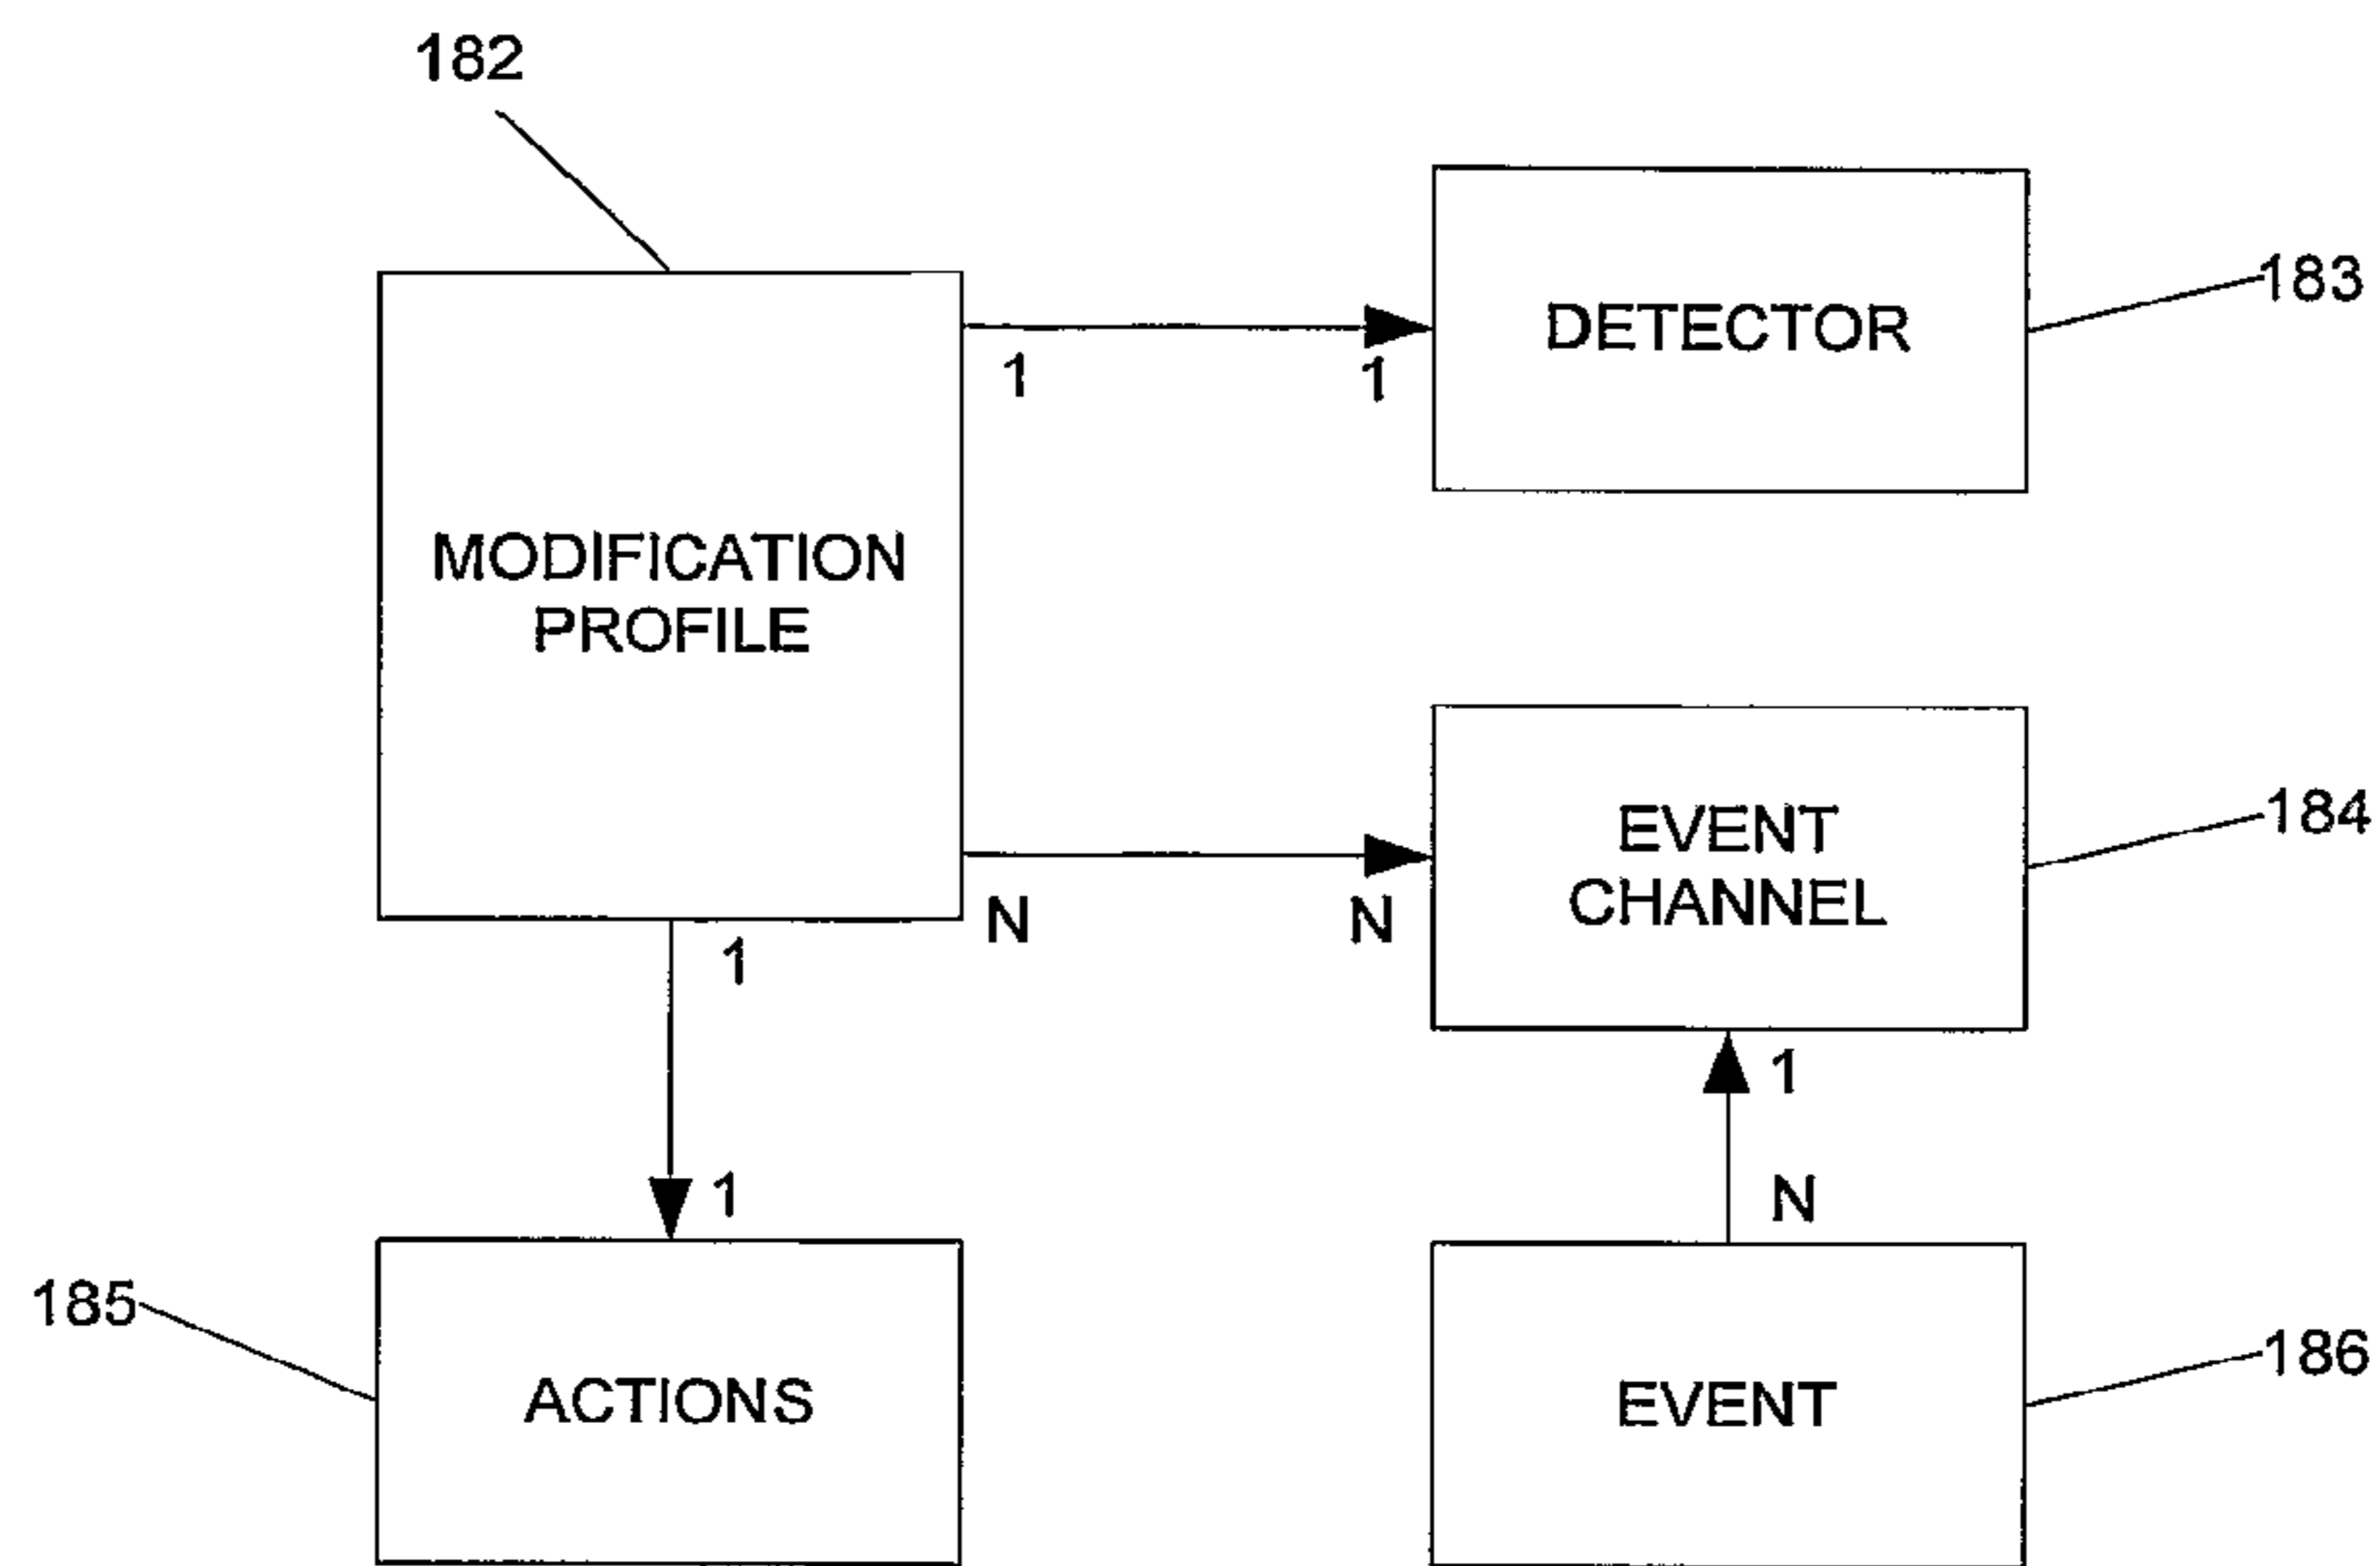 182
DETECTOR
183
1
1
MODIFICATION
PROFILE
EVENT
CHANNEL
184
N
N
1
1
1
N
185
ACTIONS
EVENT
186